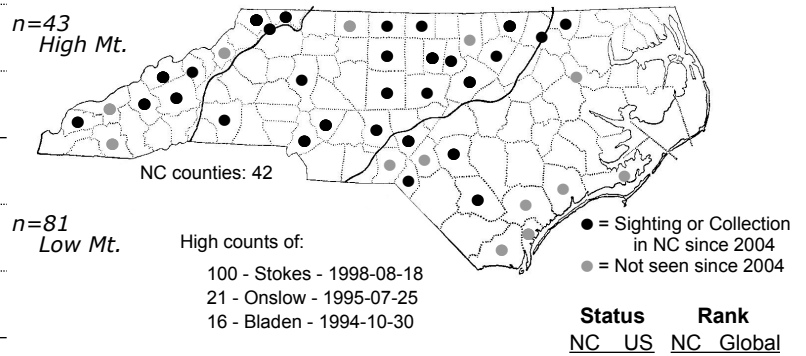 n=43
High Mt.
NC counties: 42
n=81
Low Mt.
High counts of:
100 - Stokes - 1998-08-18
21 - Onslow - 1995-07-25
16 - Bladen - 1994-10-30
● = Sighting or Collection
in NC since 2004
● = Not seen since 2004
Status Rank
NC US NC Global